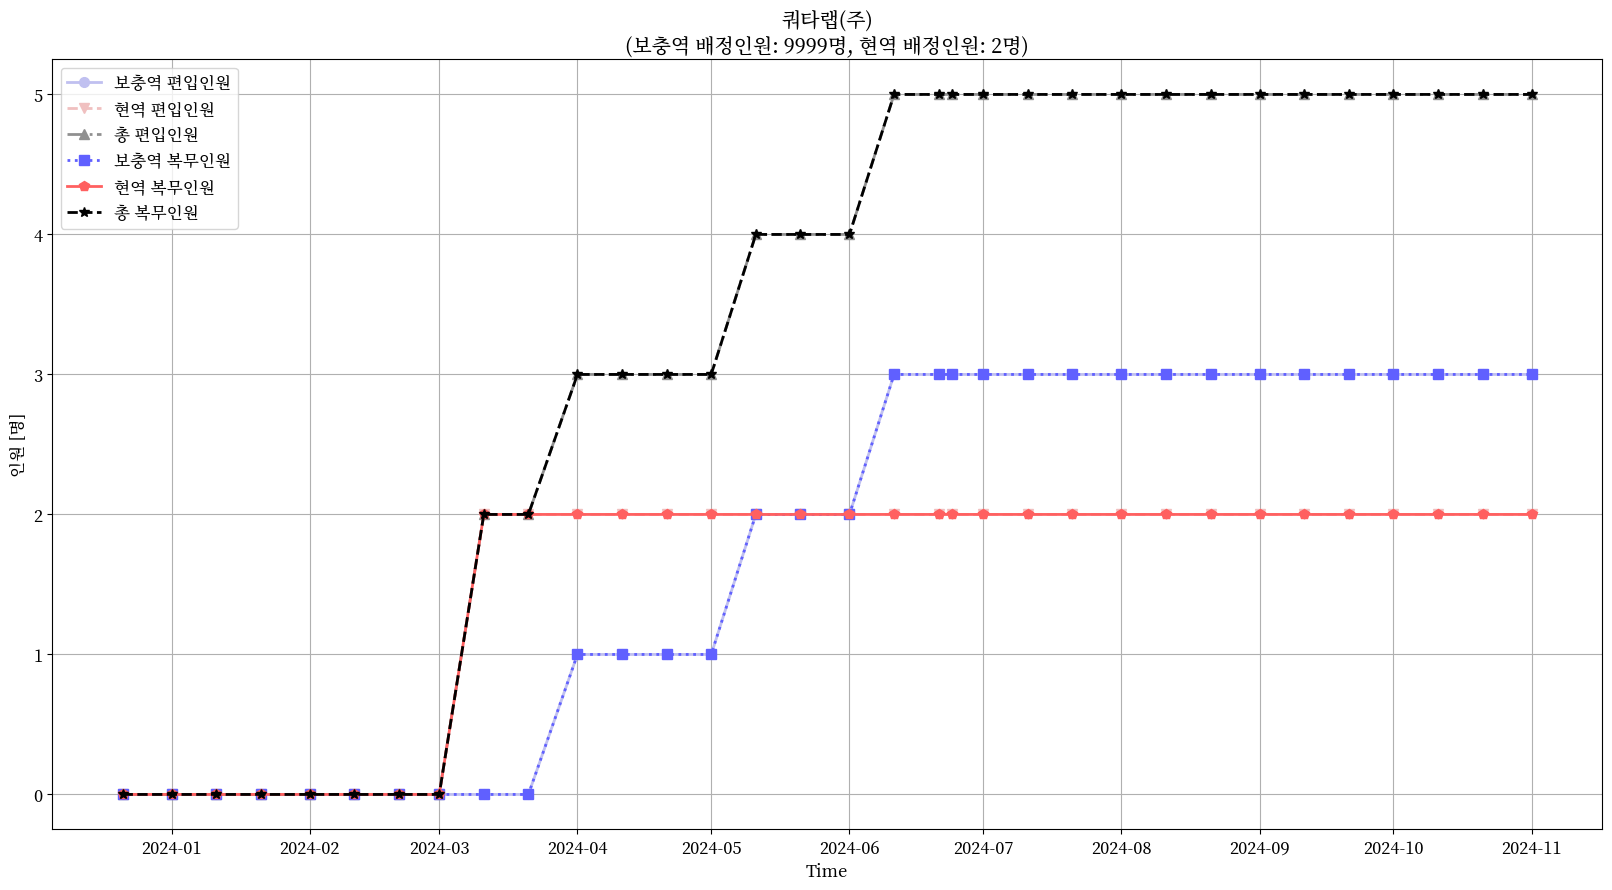 쿼타랩(주)
(보충역 배정인원: 9999명, 현역 배정인원: 2명)
보충역 편입인원
현역 편입인원
총 편입인원
보충역 복무인원
현역 복무인원
총 복무인원
인원 [명]
5
4
3
2
1
0
2024-01 2024-02 2024-03 2024-04 2024-05 2024-06 2024-07 2024-08 2024-09 2024-10 2024-11
Time